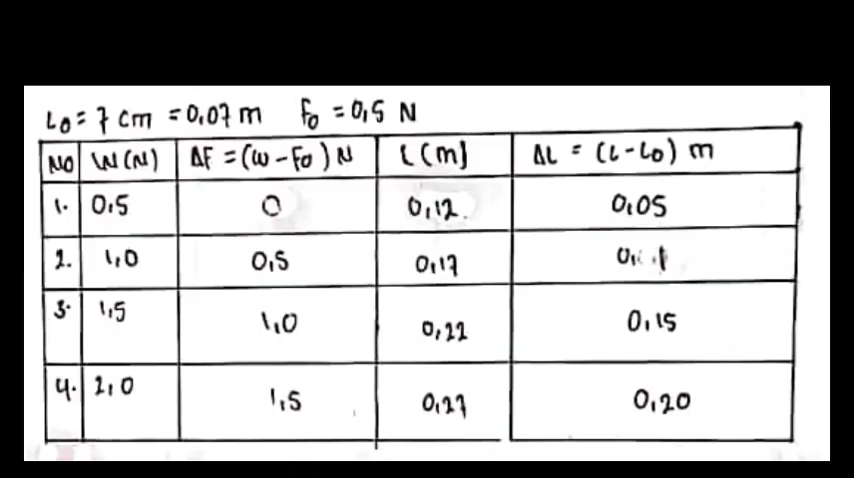 L0 = 7 cm = 0,07 m F0 = 0,5 N
No W(N) ΔF = (w - F0) N L (m) ΔL = (L - L0) m
1. 0,5 0 0,12 0,05
2. 1,0 0,5 0,17
3. 1,5 1,0 0,22 0,15
4. 2,0 1,5 0,27 0,20